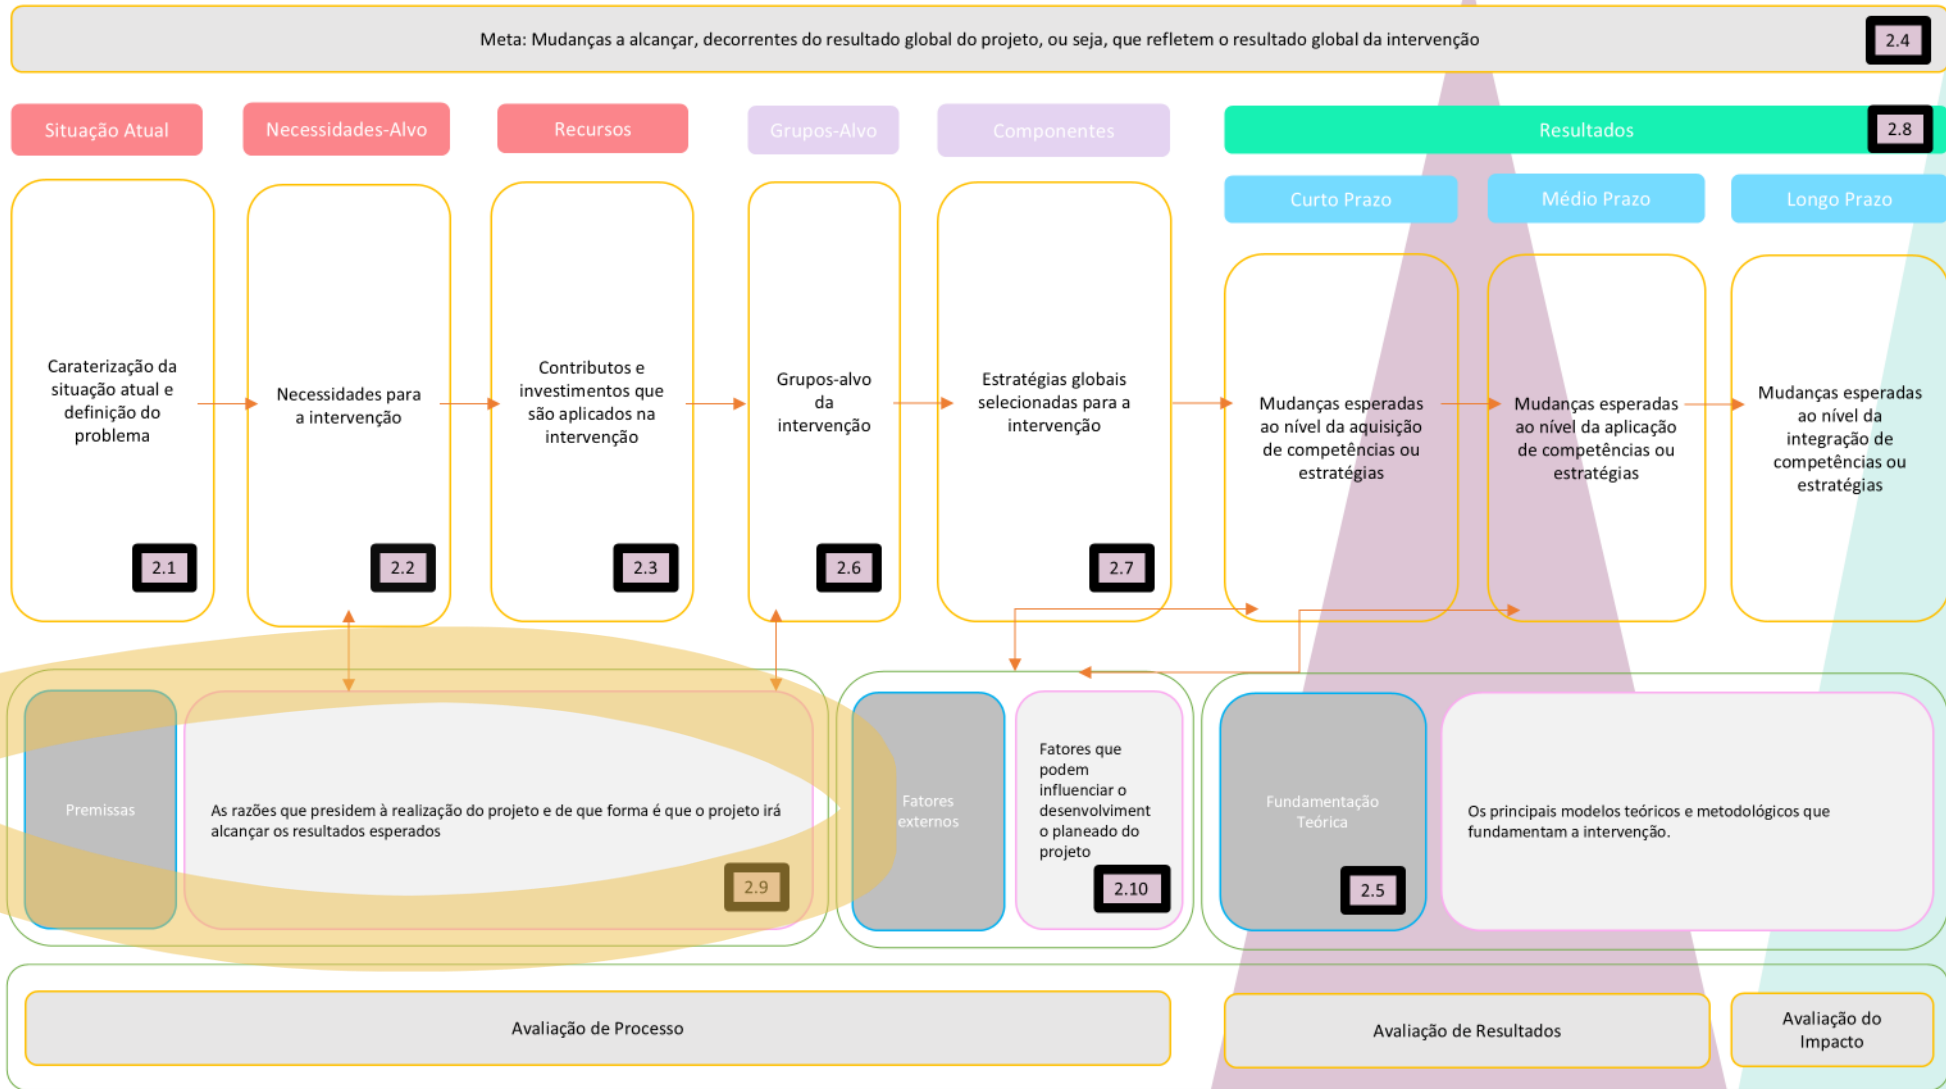 Meta: Mudanças a alcançar, decorrentes do resultado global do projeto, ou seja, que refletem o resultado global da intervenção
2.4
Situação Atual
Necessidades-Alvo
Recursos
Grupos-Alvo
Componentes
Resultados
2.8
Curto Prazo
Médio Prazo
Longo Prazo
Caraterização da
situação atual e
definição do
problema
2.1
Necessidades para
a intervenção
2.2
Contributos e
investimentos que
são aplicados na
intervenção
2.3
Grupos-alvo
da
intervenção
2.6
Estratégias globais
selecionadas para a
intervenção
2.7
Mudanças esperadas
ao nível da aquisição
de competências ou
estratégias
Mudanças esperadas
ao nível da aplicação
de competências ou
estratégias
Mudanças esperadas
ao nível da
integração de
competências ou
estratégias
Premissas
As razões que presidem à realização do projeto e de que forma é que o projeto irá
alcançar os resultados esperados
2.9
Fatores
externos
Fatores que
podem
influenciar o
desenvolviment
o planeado do
projeto
2.10
Fundamentação
Teórica
2.5
Os principais modelos teóricos e metodológicos que
fundamentam a intervenção.
Avaliação de Processo
Avaliação de Resultados
Avaliação do
Impacto